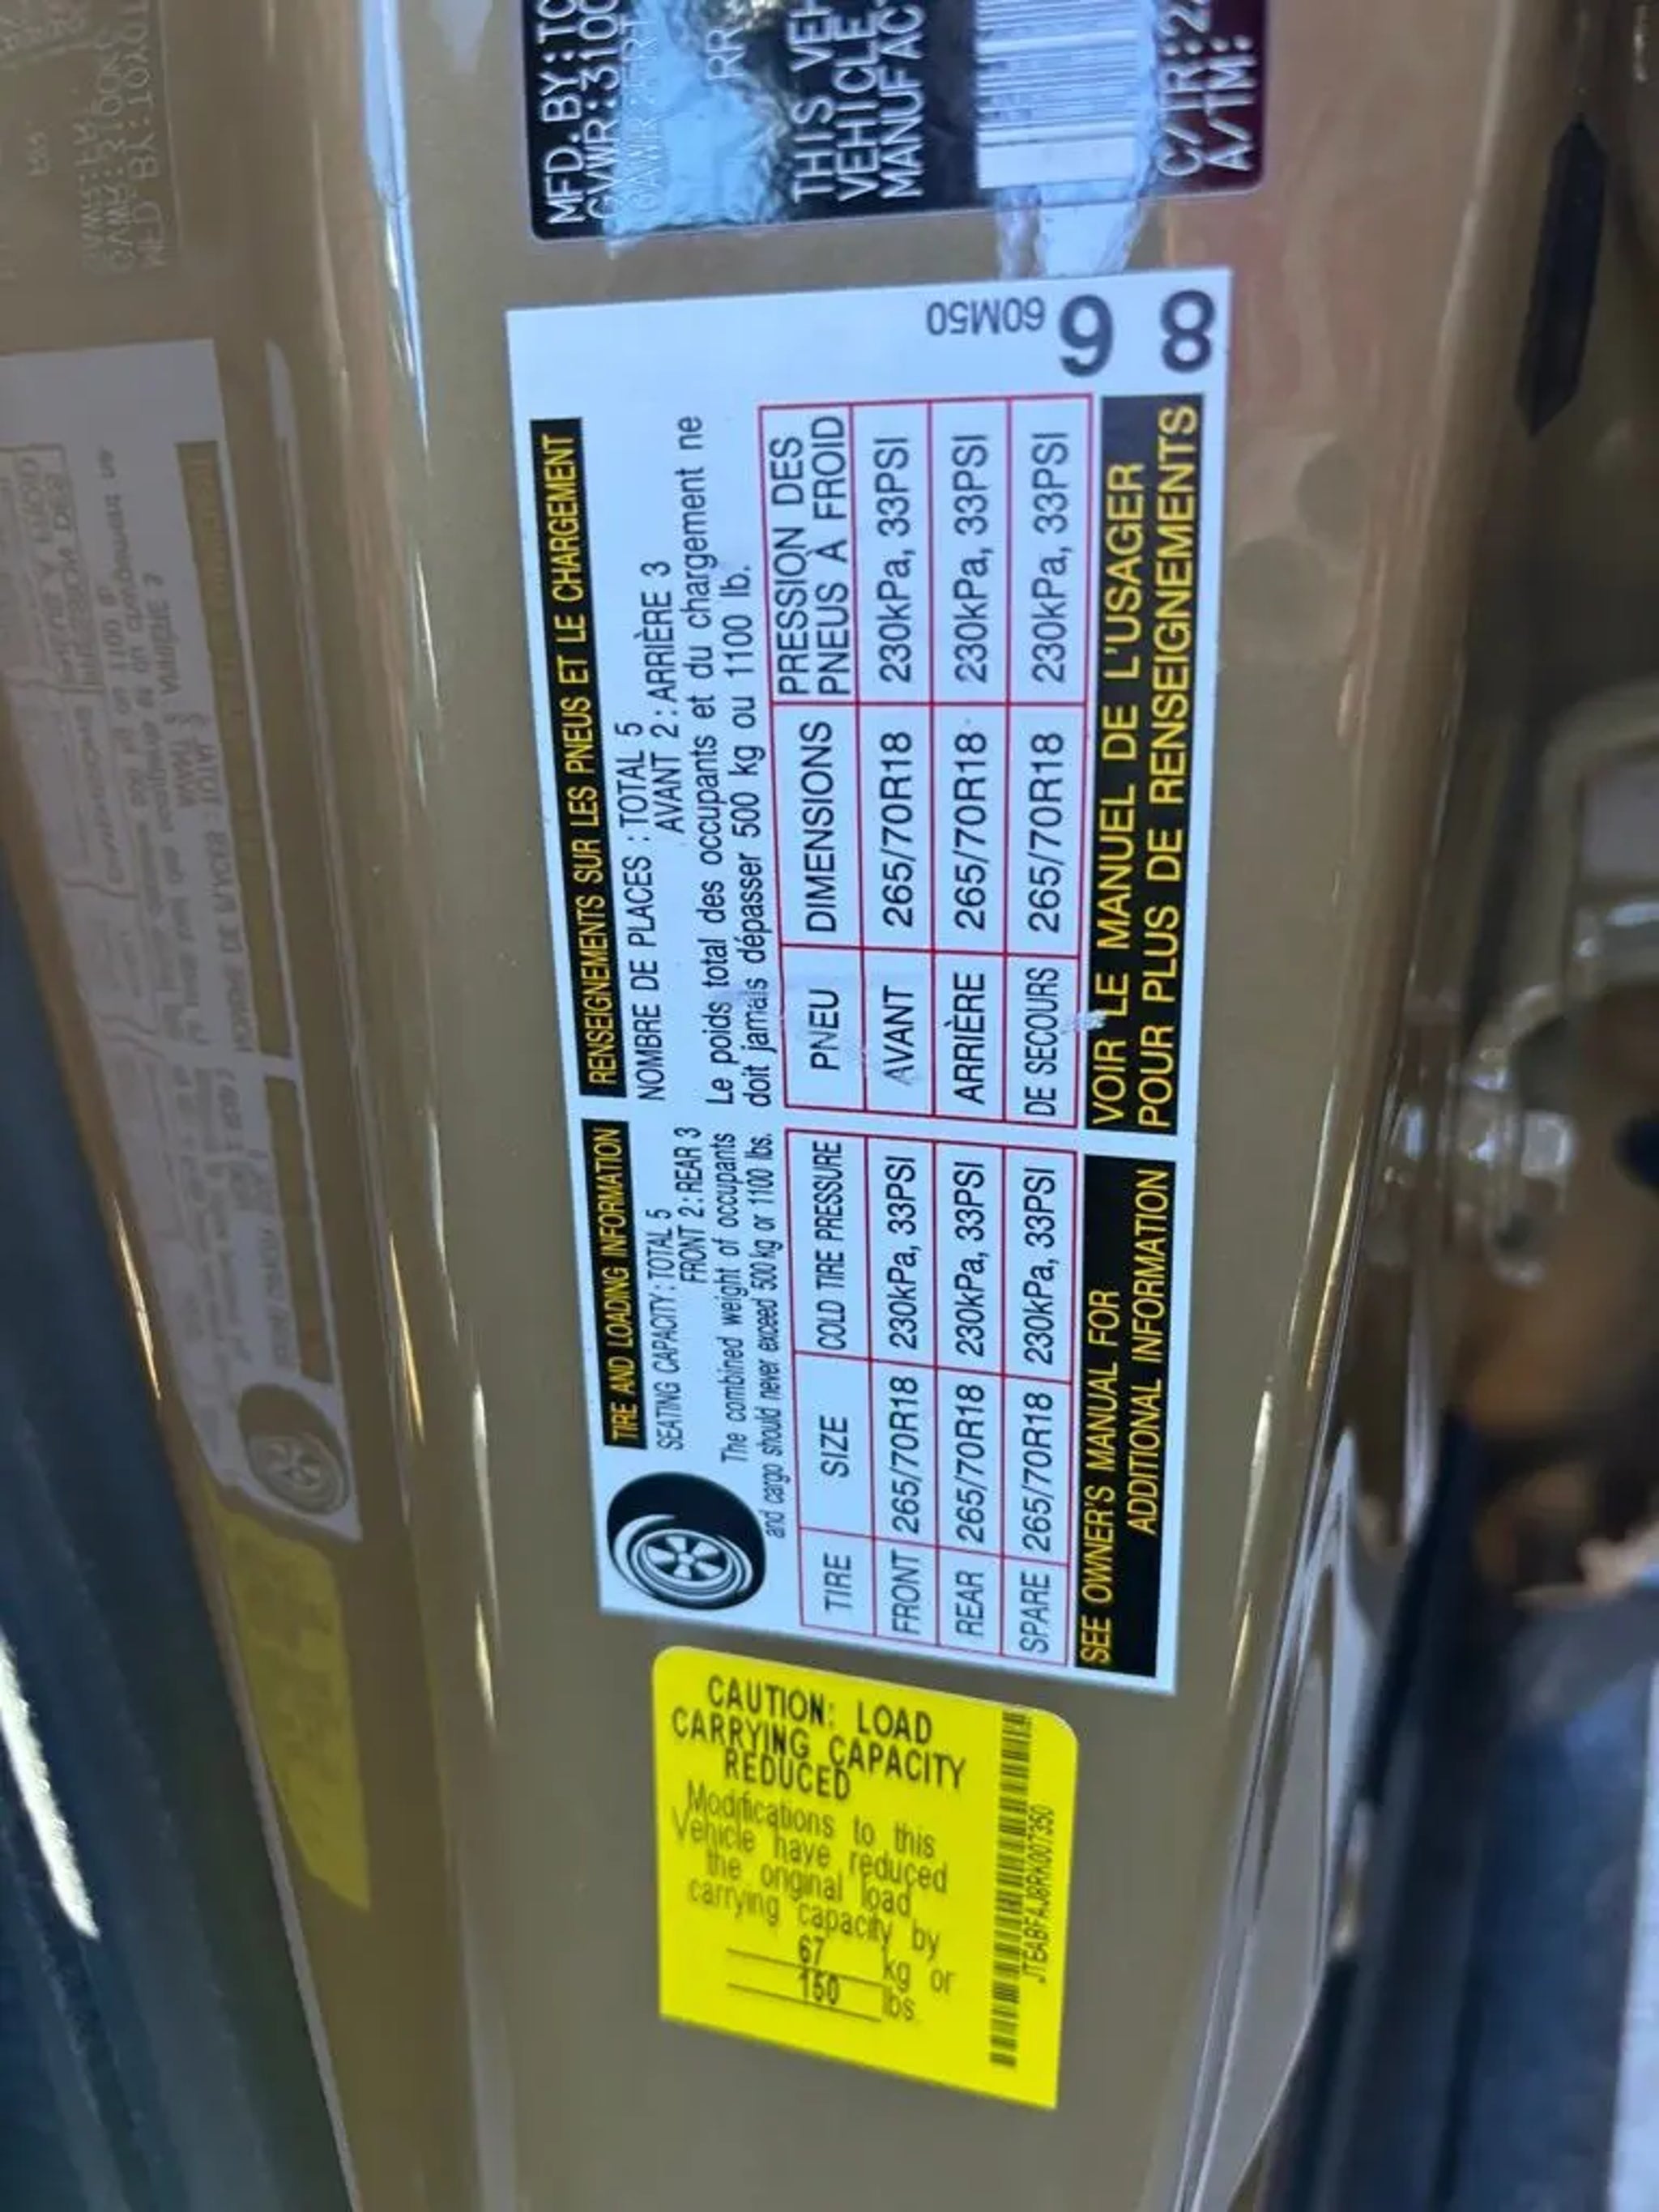 CAUTION: LOAD
CARRYING CAPACITY
REDUCED
Modifications to this
Vehicle have reduced
the original load
carrying capacity by
67 kg or
150 lbs
JTEABFAJ8RK007350
TIRE AND LOADING INFORMATION
SEATING CAPACITY : TOTAL 5
FRONT 2 : REAR 3
The combined weight of occupants
and cargo should never exceed 500 kg or 1100 lbs.
TIRE SIZE COLD TIRE PRESSURE
FRONT 265/70R18 230kPa, 33PSI
REAR 265/70R18 230kPa, 33PSI
SPARE 265/70R18 230kPa, 33PSI
SEE OWNER'S MANUAL FOR
ADDITIONAL INFORMATION
RENSEIGNEMENTS SUR LES PNEUS ET LE CHARGEMENT
NOMBRE DE PLACES : TOTAL 5
AVANT 2 : ARRIÈRE 3
Le poids total des occupants et du chargement ne
doit jamais dépasser 500 kg ou 1100 lb.
PNEU DIMENSIONS PRESSION DES
PNEUS À FROID
AVANT 265/70R18 230kPa, 33PSI
ARRIÈRE 265/70R18 230kPa, 33PSI
DE SECOURS 265/70R18 230kPa, 33PSI
VOIR LE MANUEL DE L'USAGER
POUR PLUS DE RENSEIGNEMENTS
60M50
9
8
MFD.BY:TO
GVWR:3100
RR
THIS VEH
VEHICLE
MANUFAC
C/TR:2
A/TM: